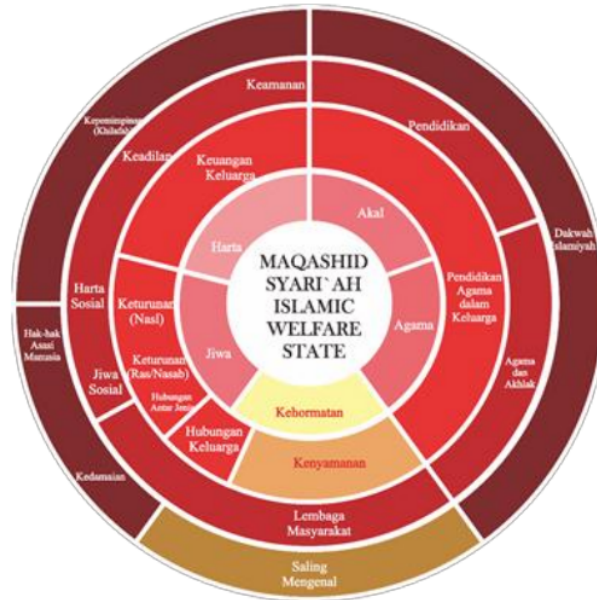 Keamanan
Kepemimpinan
(Khilafah)
Keadilan
Pendidikan
Keuangan
Keluarga
Akal
Harta
Dakwah
Islamiyah
MAQASHID
SYARI`AH
ISLAMIC
WELFARE
STATE
Harta
Sosial
Keturunan
(Nasl)
Pendidikan
Agama
dalam
Keluarga
Agama
Hak-hak
Asasi
Manusia
Jiwa
Jiwa
Sosial
Keturunan
(Ras/Nasab)
Agama
dan
Akhlak
Hubungan
Antar Jenis
Kehormatan
Hubungan
Keluarga
Kenyamanan
Kedamaian
Lembaga
Masyarakat
Saling
Mengenal